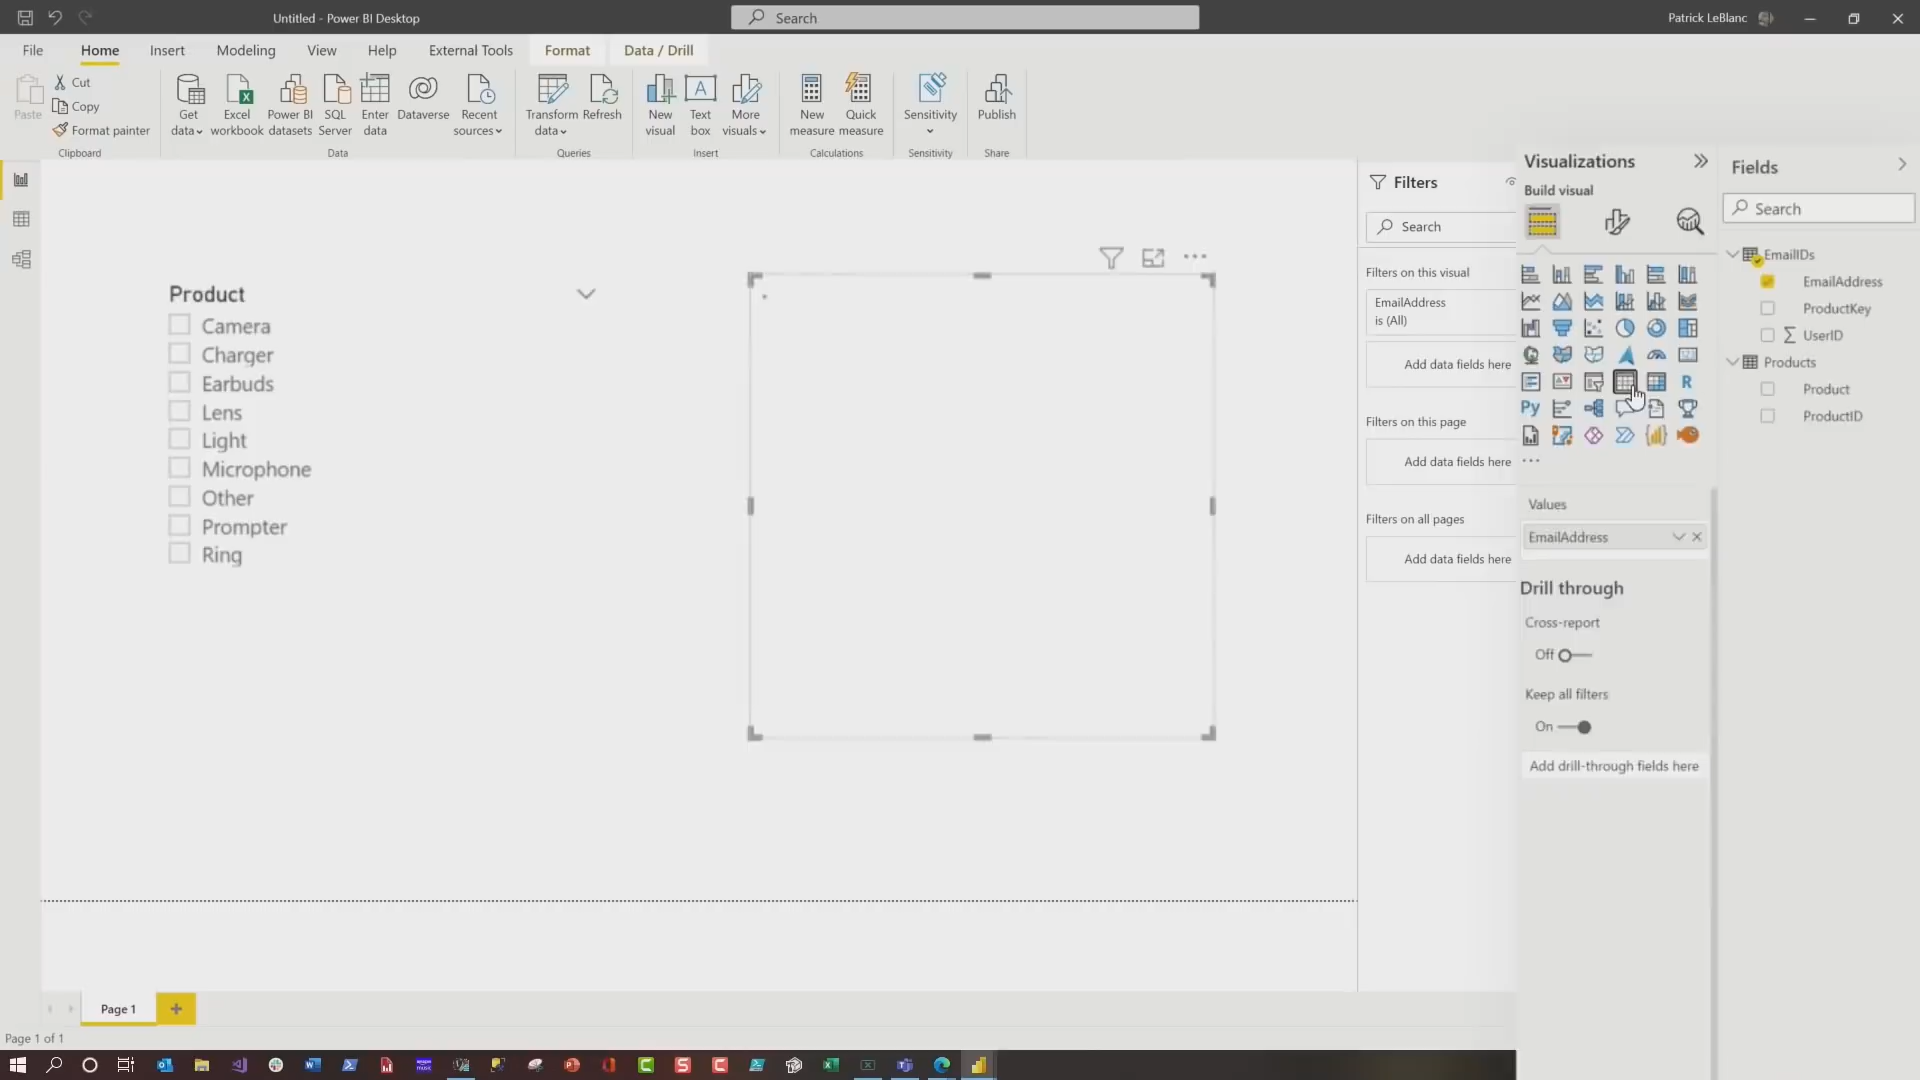 Untitled - Power BI Desktop
Search
Patrick LeBlanc
File
Home
Insert
Modeling
View
Help
External Tools
Format
Data / Drill
Paste
Cut
Copy
Format painter
Clipboard
Get data
Excel workbook
Power BI datasets
SQL Server
Enter data
Dataverse
Recent sources
Data
Transform data
Refresh
Queries
New visual
Text box
More visuals
Insert
New measure
Quick measure
Calculations
Sensitivity
Sensitivity
Publish
Share
Product
Camera
Charger
Earbuds
Lens
Light
Microphone
Other
Prompter
Ring
Filters
Search
Filters on this visual
EmailAddress
is (All)
Add data fields here
Filters on this page
Add data fields here
Filters on all pages
Add data fields here
Visualizations
Build visual
R
Py
Values
EmailAddress
Drill through
Cross-report
Off
Keep all filters
On
Add drill-through fields here
Fields
Search
EmailIDs
EmailAddress
ProductKey
∑ UserID
Products
Product
ProductID
Page 1
Page 1 of 1